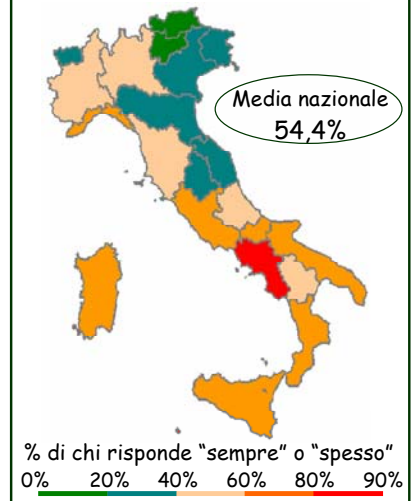 Media nazionale
54,4%
% di chi risponde “sempre” o “spesso”
0% 20% 40% 60% 80% 90%